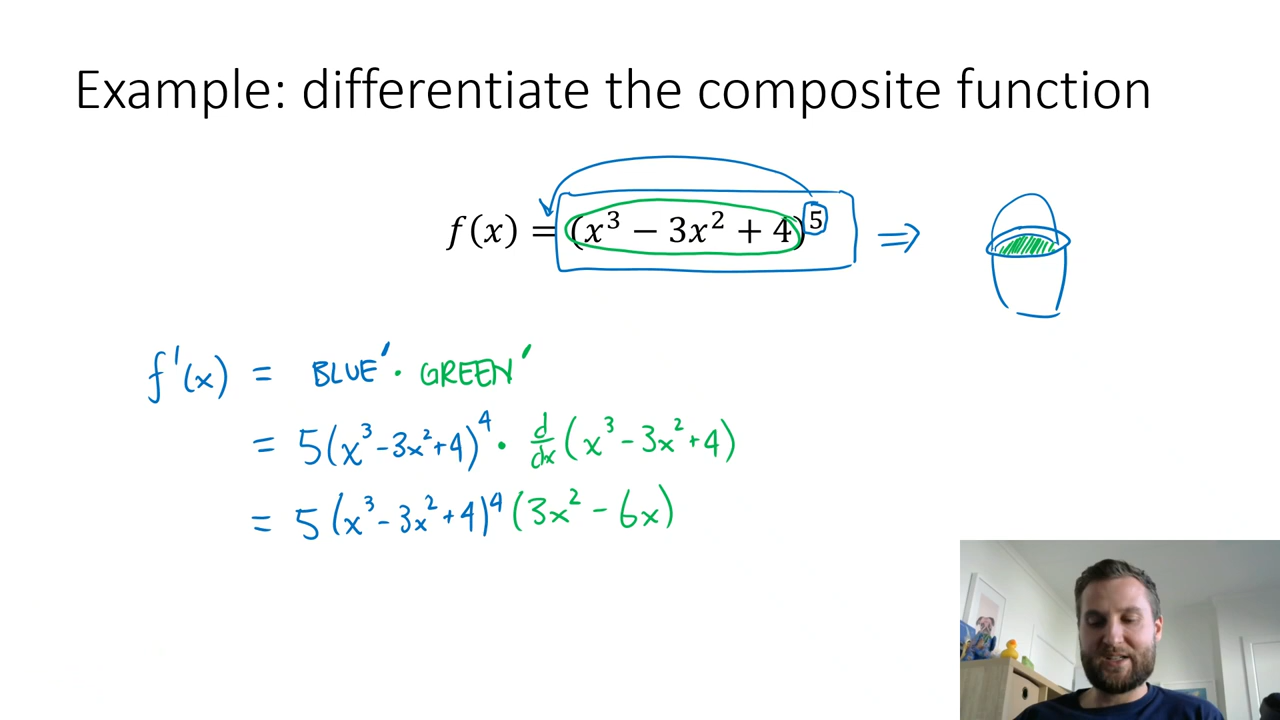 Example: differentiate the composite function
f(x) = (x³ − 3x² + 4)⁵ ⇒
f'(x) = BLUE' · GREEN'
= 5(x³-3x²+4)⁴ · d/dx (x³-3x²+4)
= 5(x³-3x²+4)⁴ (3x² - 6x)